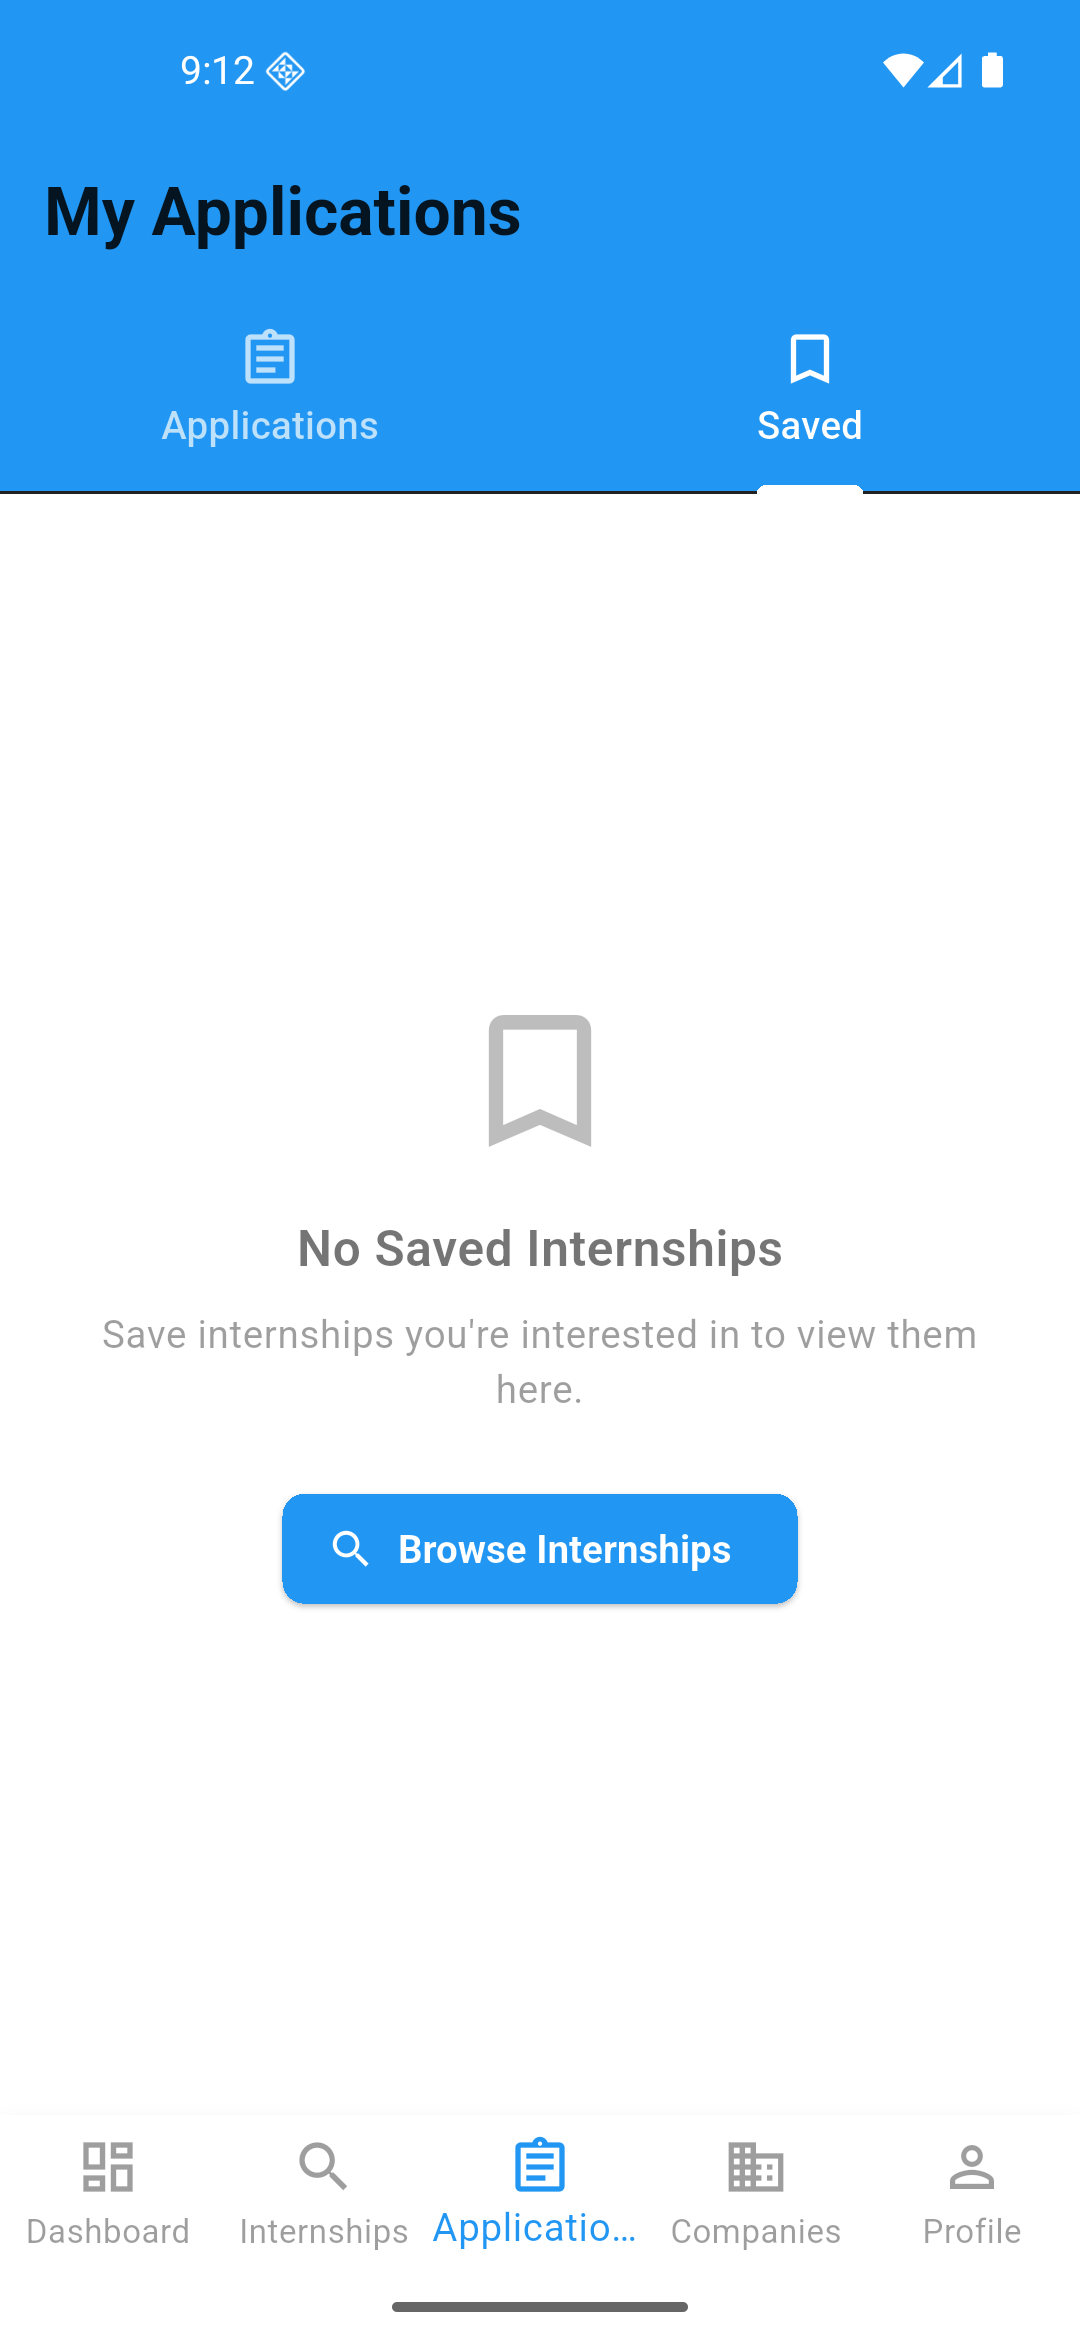 9:12
My Applications
Applications
Saved
No Saved Internships
Save internships you're interested in to view them
here.
Browse Internships
Dashboard
Internships
Applicatio...
Companies
Profile